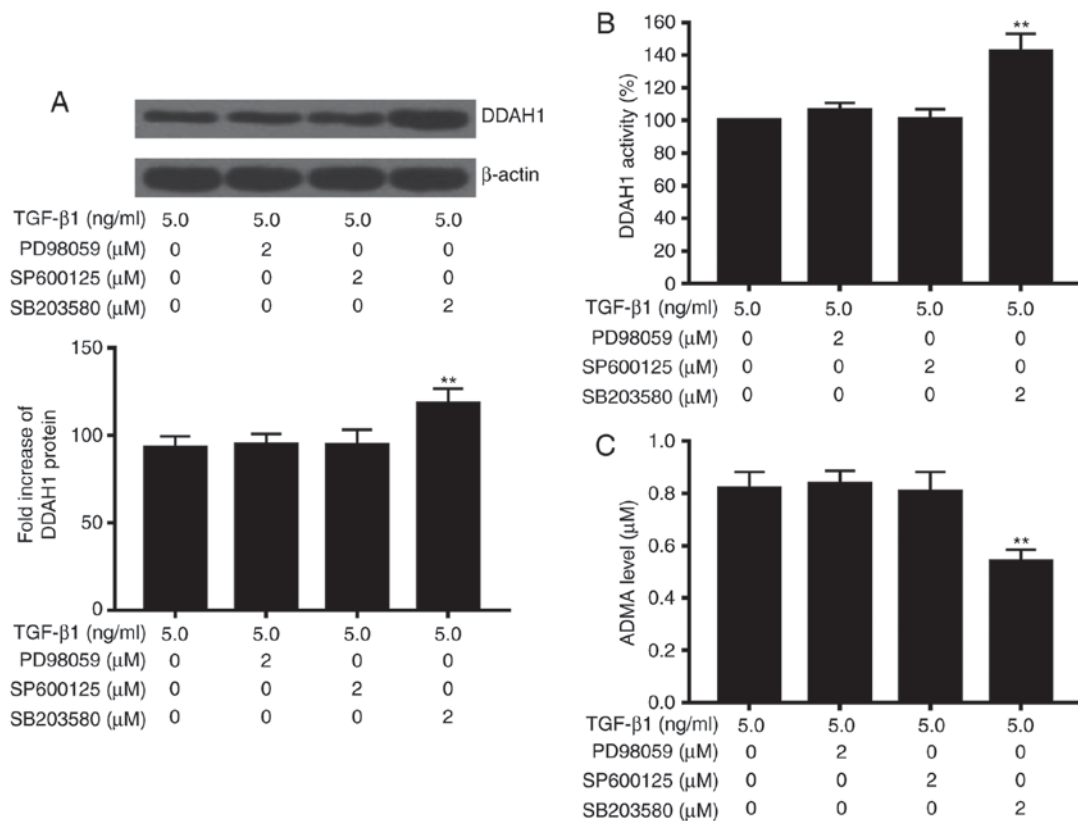 A
DDAH1
β-actin
TGF-β1 (ng/ml) 5.0 5.0 5.0 5.0
PD98059 (μM) 0 2 0 0
SP600125 (μM) 0 0 2 0
SB203580 (μM) 0 0 0 2
Fold increase of
DDAH1 protein
150
100
50
0
**
TGF-β1 (ng/ml) 5.0 5.0 5.0 5.0
PD98059 (μM) 0 2 0 0
SP600125 (μM) 0 0 2 0
SB203580 (μM) 0 0 0 2
B
DDAH1 activity (%)
160
140
120
100
80
60
40
20
0
**
TGF-β1 (ng/ml) 5.0 5.0 5.0 5.0
PD98059 (μM) 0 2 0 0
SP600125 (μM) 0 0 2 0
SB203580 (μM) 0 0 0 2
C
ADMA level (μM)
1.0
0.8
0.6
0.4
0.2
0.0
**
TGF-β1 (ng/ml) 5.0 5.0 5.0 5.0
PD98059 (μM) 0 2 0 0
SP600125 (μM) 0 0 2 0
SB203580 (μM) 0 0 0 2